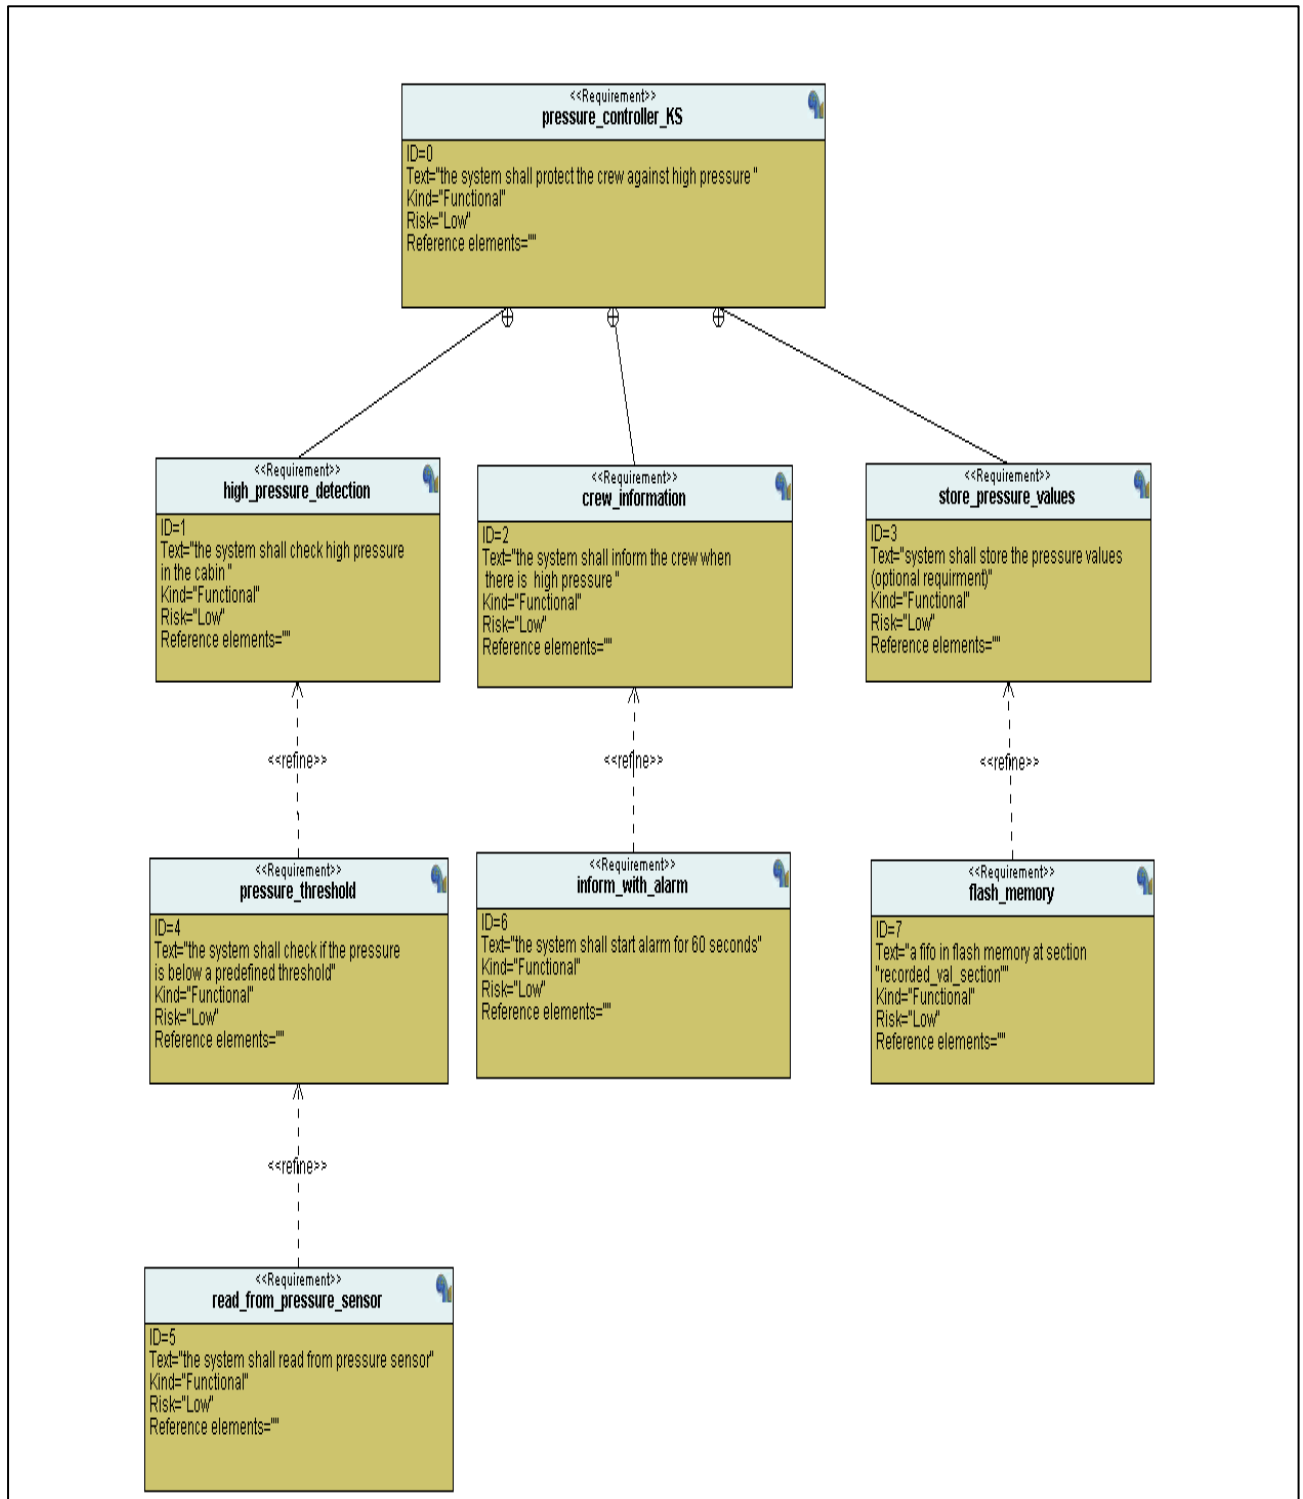 <<Requirement>>
pressure_controller_KS
ID=0
Text="the system shall protect the crew against high pressure "
Kind="Functional"
Risk="Low"
Reference elements=""
<<Requirement>>
high_pressure_detection
ID=1
Text="the system shall check high pressure
in the cabin "
Kind="Functional"
Risk="Low"
Reference elements=""
<<Requirement>>
crew_information
ID=2
Text="the system shall inform the crew when
there is  high pressure "
Kind="Functional"
Risk="Low"
Reference elements=""
<<Requirement>>
store_pressure_values
ID=3
Text="system shall store the pressure values
(optional requirment)"
Kind="Functional"
Risk="Low"
Reference elements=""
<<refine>>
<<refine>>
<<refine>>
<<Requirement>>
pressure_threshold
ID=4
Text="the system shall check if the pressure
is below a predefined threshold"
Kind="Functional"
Risk="Low"
Reference elements=""
<<Requirement>>
inform_with_alarm
ID=6
Text="the system shall start alarm for 60 seconds"
Kind="Functional"
Risk="Low"
Reference elements=""
<<Requirement>>
flash_memory
ID=7
Text="a fifo in flash memory at section
"recorded_val_section""
Kind="Functional"
Risk="Low"
Reference elements=""
<<refine>>
<<Requirement>>
read_from_pressure_sensor
ID=5
Text="the system shall read from pressure sensor"
Kind="Functional"
Risk="Low"
Reference elements=""